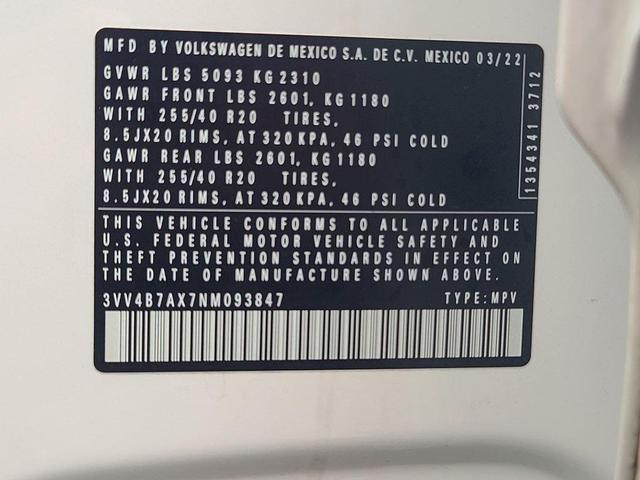 MFD BY VOLKSWAGEN DE MEXICO S.A. DE C.V. MEXICO 03/22
GVWR LBS 5093 KG 2310
GAWR FRONT LBS 2601, KG 1180
WITH 255/40 R20 TIRES,
8.5JX20 RIMS, AT 320 KPA, 46 PSI COLD
GAWR REAR LBS 2601, KG 1180
WITH 255/40 R20 TIRES,
8.5JX20 RIMS, AT 320 KPA, 46 PSI COLD
1354341 3712
THIS VEHICLE CONFORMS TO ALL APPLICABLE
U.S. FEDERAL MOTOR VEHICLE SAFETY AND
THEFT PREVENTION STANDARDS IN EFFECT ON
THE DATE OF MANUFACTURE SHOWN ABOVE.
3VV4B7AX7NM093847 TYPE: MPV